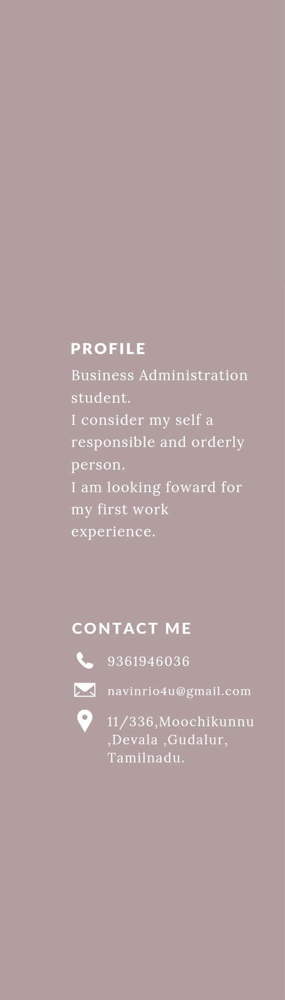 PROFILE
Business Administration
student.
I consider my self a
responsible and orderly
person.
I am looking foward for
my first work
experience.
CONTACT ME
9361946036
navinrio4u@gmail.com
11/336,Moochikunnu
,Devala ,Gudalur,
Tamilnadu.